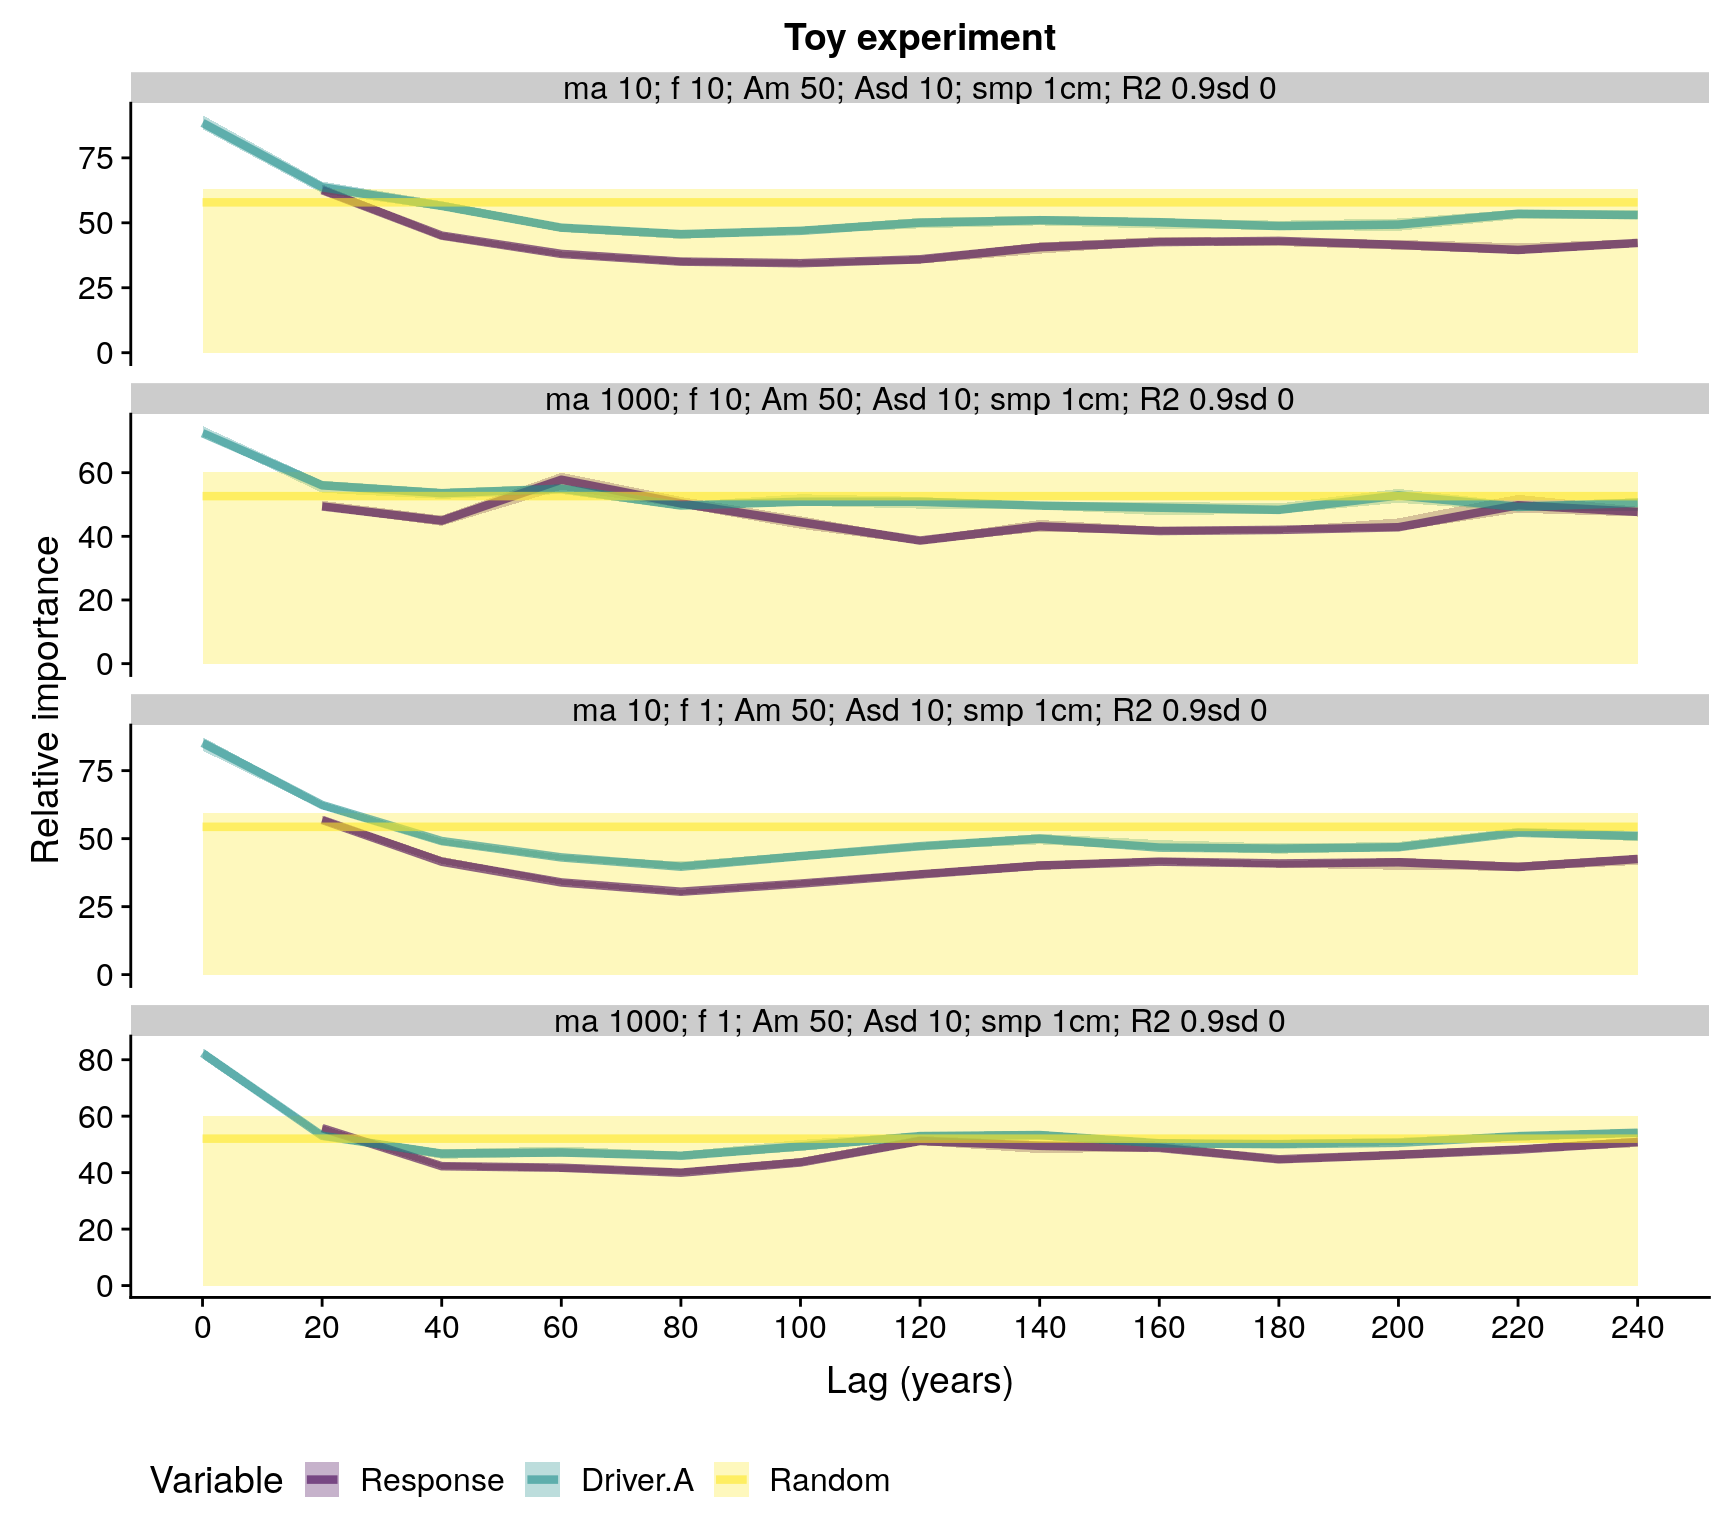 Toy experiment
ma 10; f 10; Am 50; Asd 10; smp 1cm; R2 0.9sd 0
75
50
25
0
ma 1000; f 10; Am 50; Asd 10; smp 1cm; R2 0.9sd 0
60
40
20
0
Relative importance
ma 10; f 1; Am 50; Asd 10; smp 1cm; R2 0.9sd 0
75
50
25
0
ma 1000; f 1; Am 50; Asd 10; smp 1cm; R2 0.9sd 0
80
60
40
20
0
0 20 40 60 80 100 120 140 160 180 200 220 240
Lag (years)
Variable Response Driver.A Random